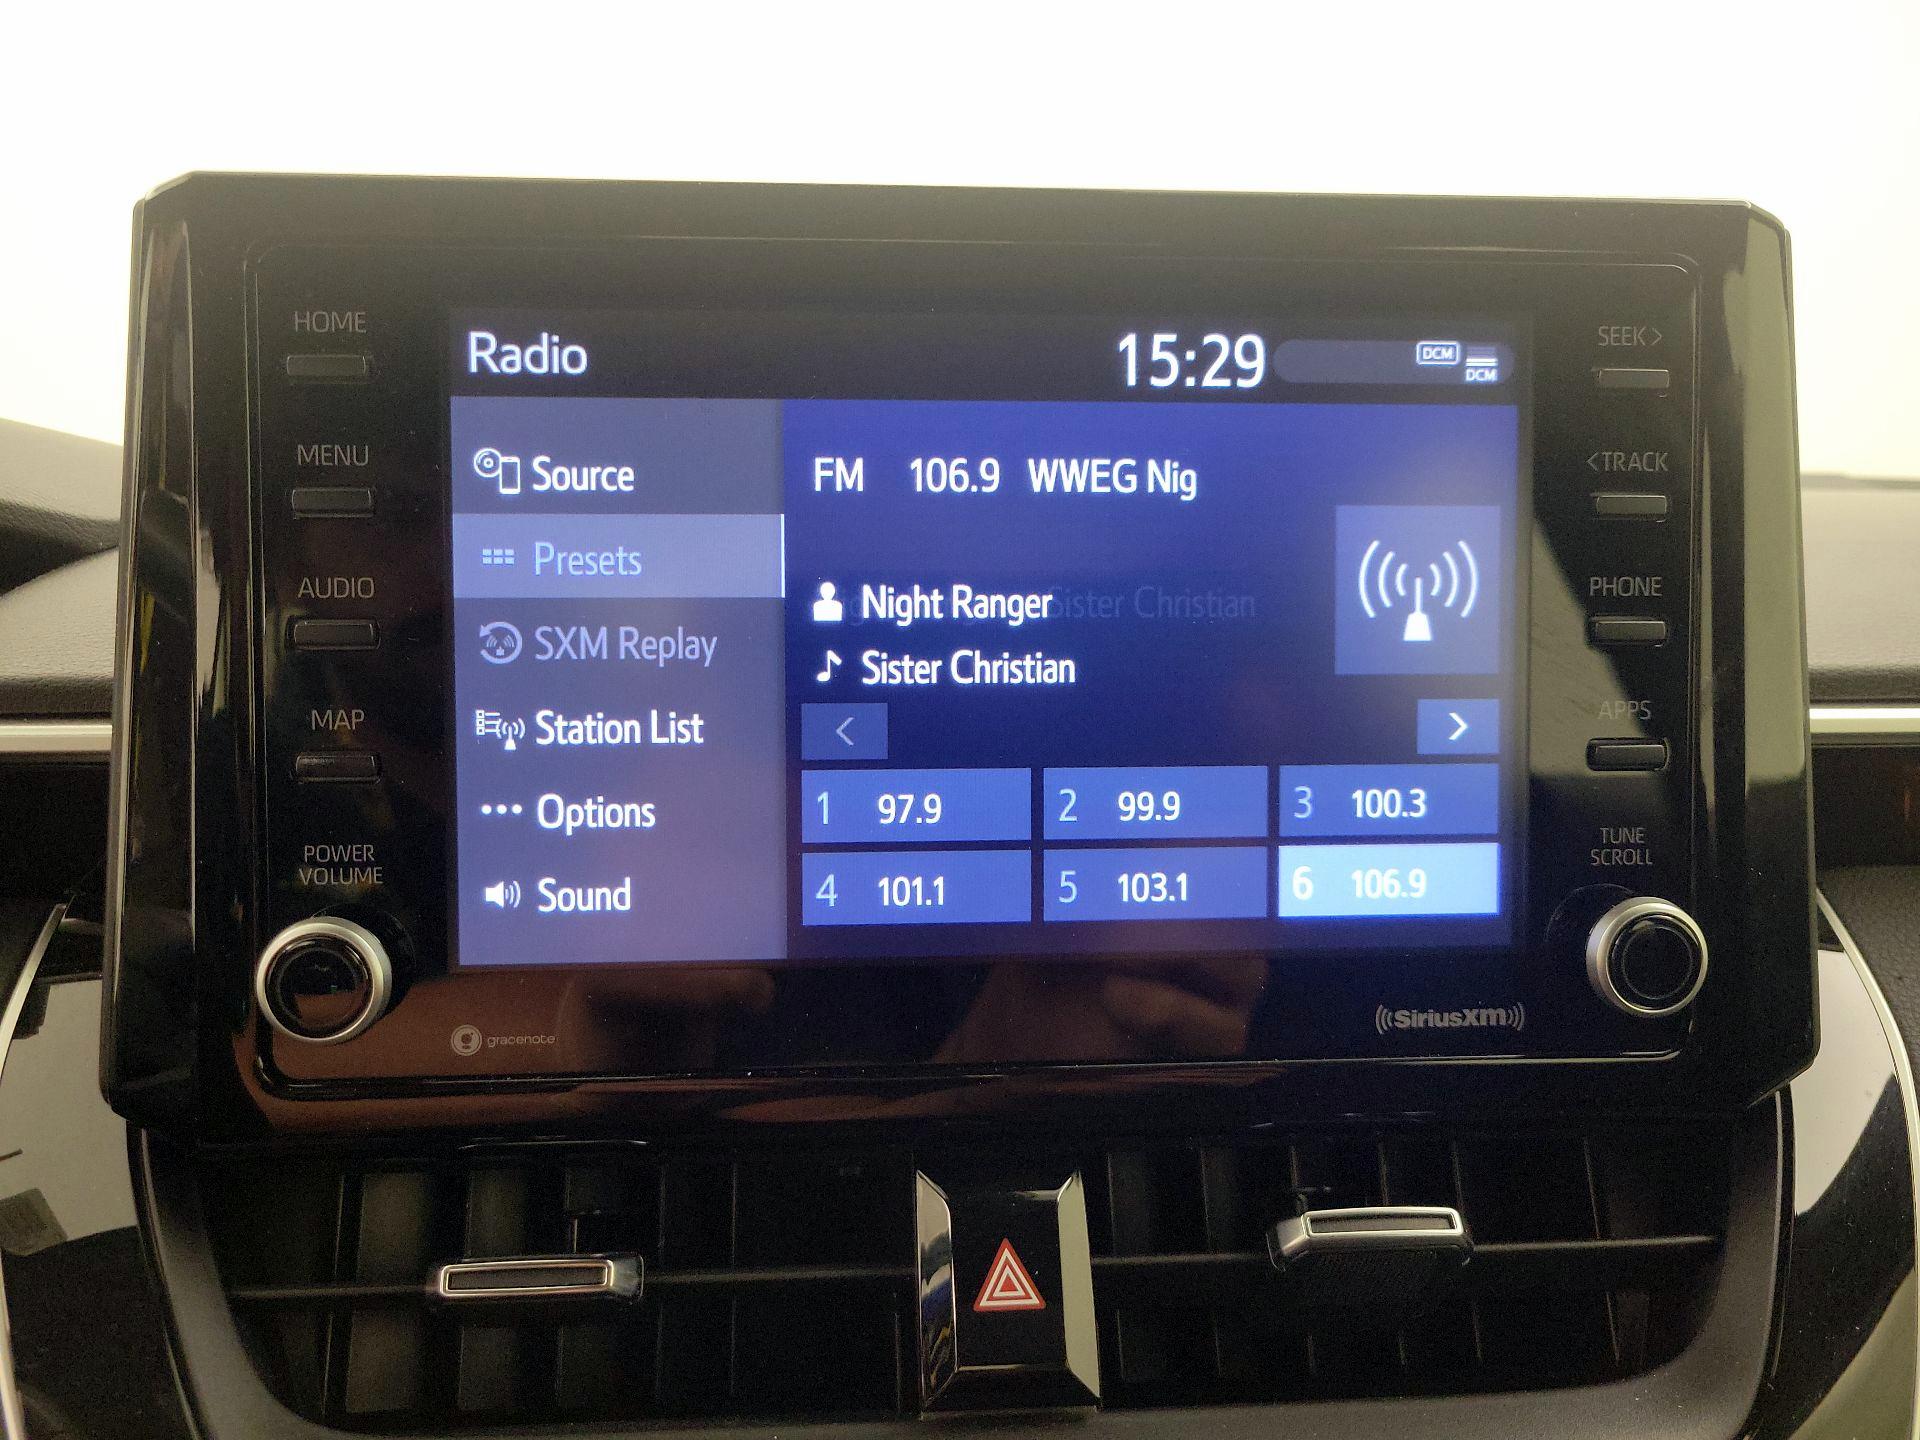 HOME
MENU
AUDIO
MAP
POWER
VOLUME
Radio
15:29
DCM
DCM
Source
Presets
SXM Replay
Station List
Options
Sound
FM 106.9 WWEG Nig
Night Ranger
Sister Christian
Sister Christian
<
>
1 97.9
2 99.9
3 100.3
4 101.1
5 103.1
6 106.9
SEEK >
< TRACK
PHONE
APPS
TUNE
SCROLL
gracenote
SiriusXM